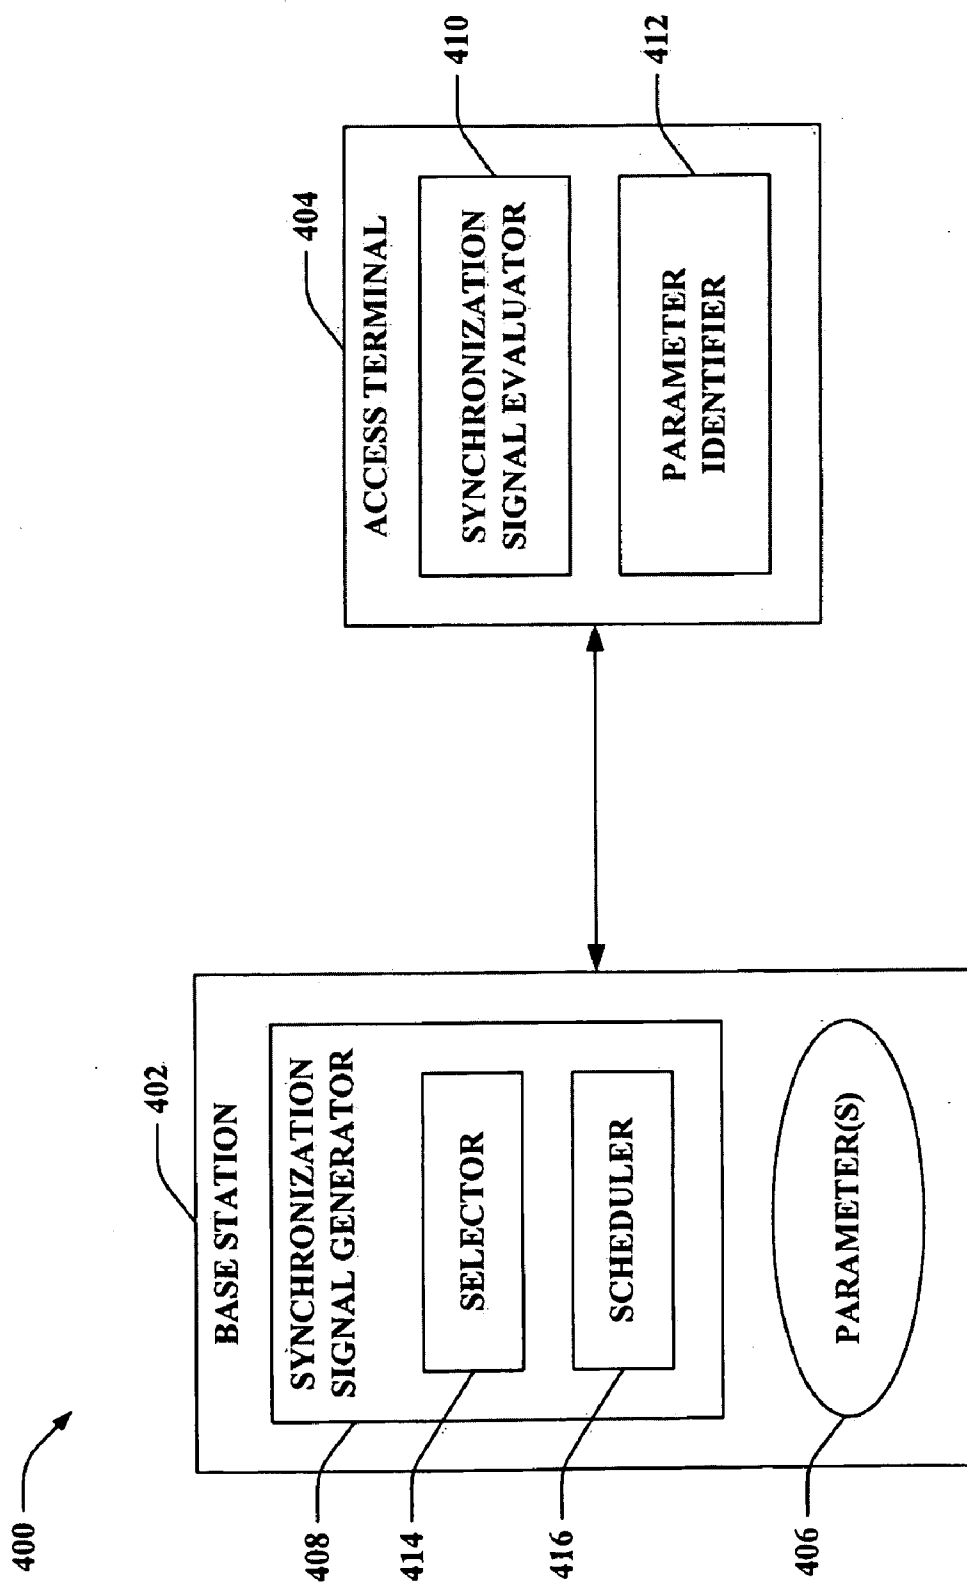 400
402
BASE STATION
408
SYNCHRONIZATION
SIGNAL GENERATOR
414
SELECTOR
416
SCHEDULER
406
PARAMETER(S)
404
ACCESS TERMINAL
410
SYNCHRONIZATION
SIGNAL EVALUATOR
412
PARAMETER
IDENTIFIER